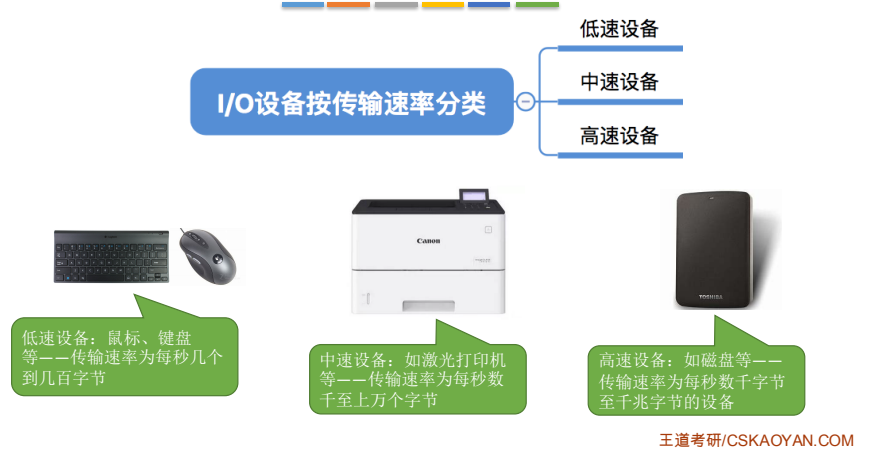 I/O设备按传输速率分类
低速设备
中速设备
高速设备
Canon
TOSHIBA
低速设备：鼠标、键盘
等——传输速率为每秒几个
到几百字节
中速设备：如激光打印机
等——传输速率为每秒数
千至上万个字节
高速设备：如磁盘等——
传输速率为每秒数千字节
至千兆字节的设备
王道考研/CSKAOYAN.COM